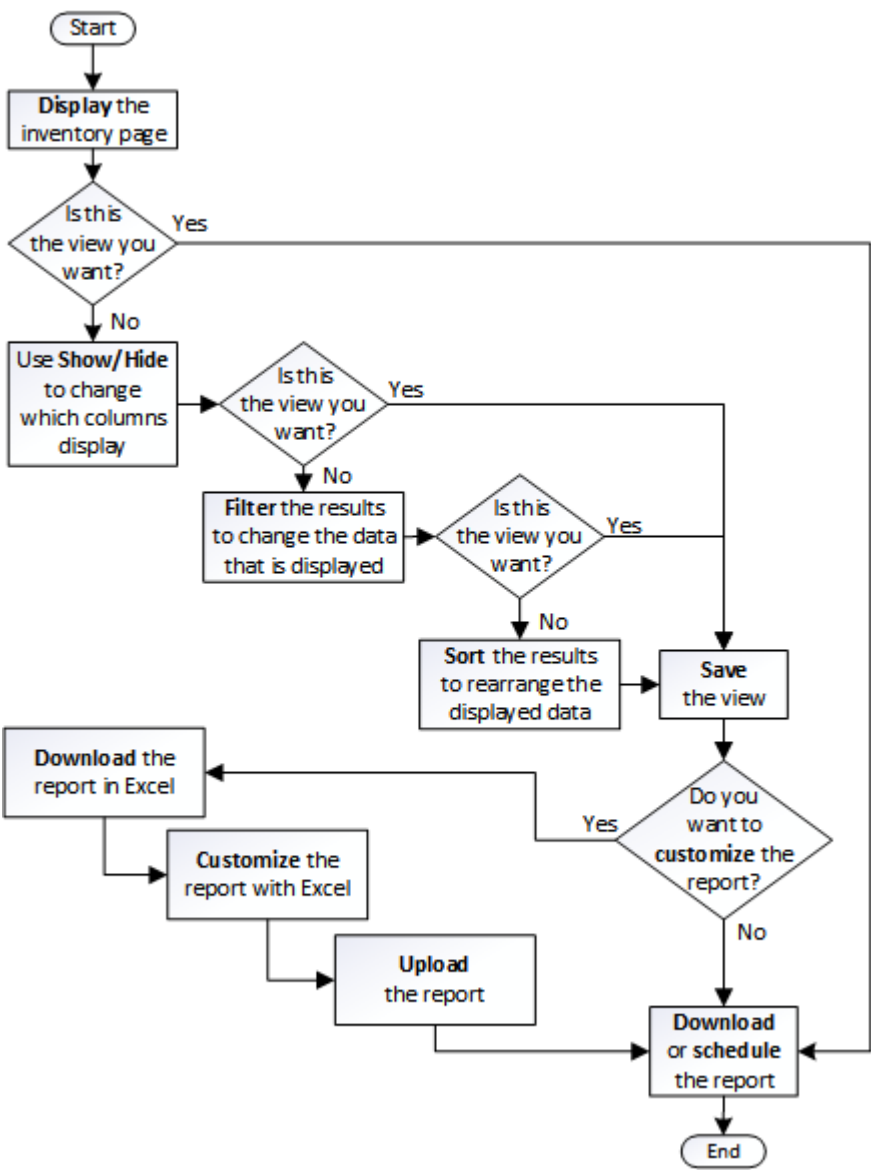 Start
Display the
inventory page
Is this
the view you
want?
Yes
No
Use Show/Hide
to change
which columns
display
Is this
the view you
want?
Yes
No
Filter the results
to change the data
that is displayed
Is this
the view you
want?
Yes
No
Sort the results
to rearrange the
displayed data
Save
the view
Do you
want to
customize the
report?
Yes
No
Download the
report in Excel
Customize the
report with Excel
Upload
the report
Download
or schedule
the report
End